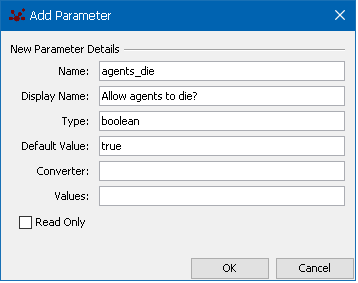 Add Parameter
New Parameter Details
Name: agents_die
Display Name: Allow agents to die?
Type: boolean
Default Value: true
Converter:
Values:
Read Only
OK Cancel